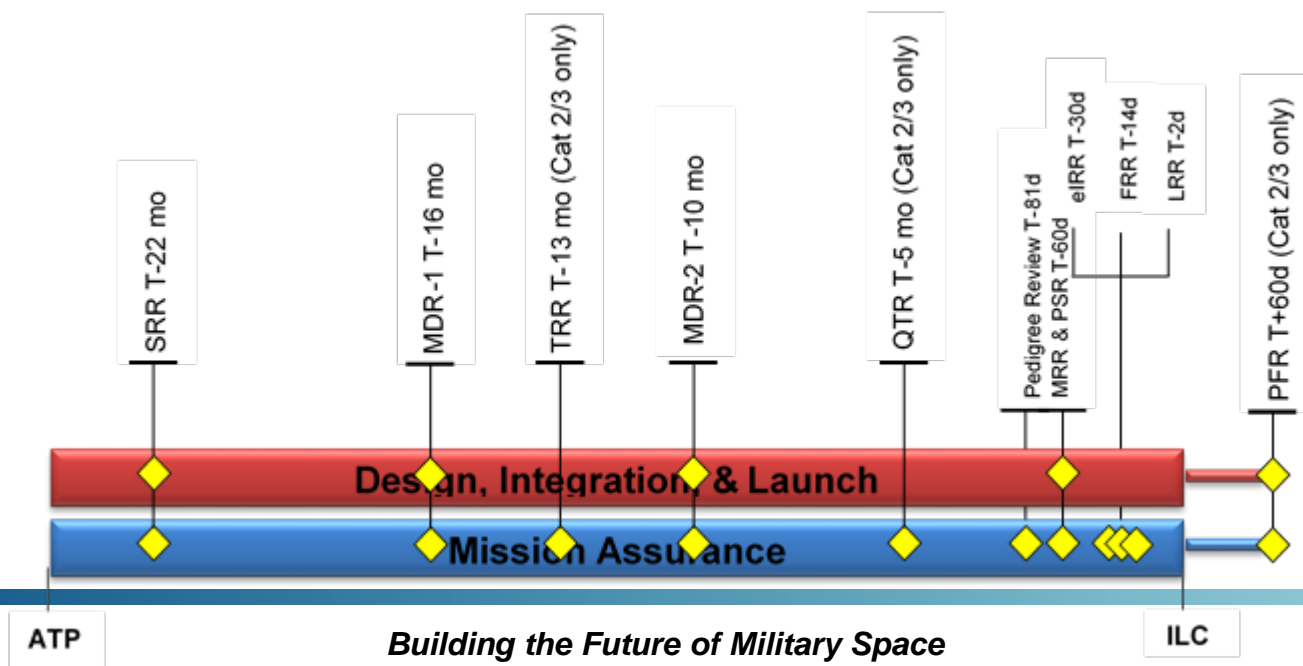 SRR T-22 mo
MDR-1 T-16 mo
TRR T-13 mo (Cat 2/3 only)
MDR-2 T-10 mo
QTR T-5 mo (Cat 2/3 only)
Pedigree Review T-81d
MRR & PSR T-60d
eIRR T-30d
FRR T-14d
LRR T-2d
PFR T+60d (Cat 2/3 only)
Design, Integration, & Launch
Mission Assurance
ATP
ILC
Building the Future of Military Space